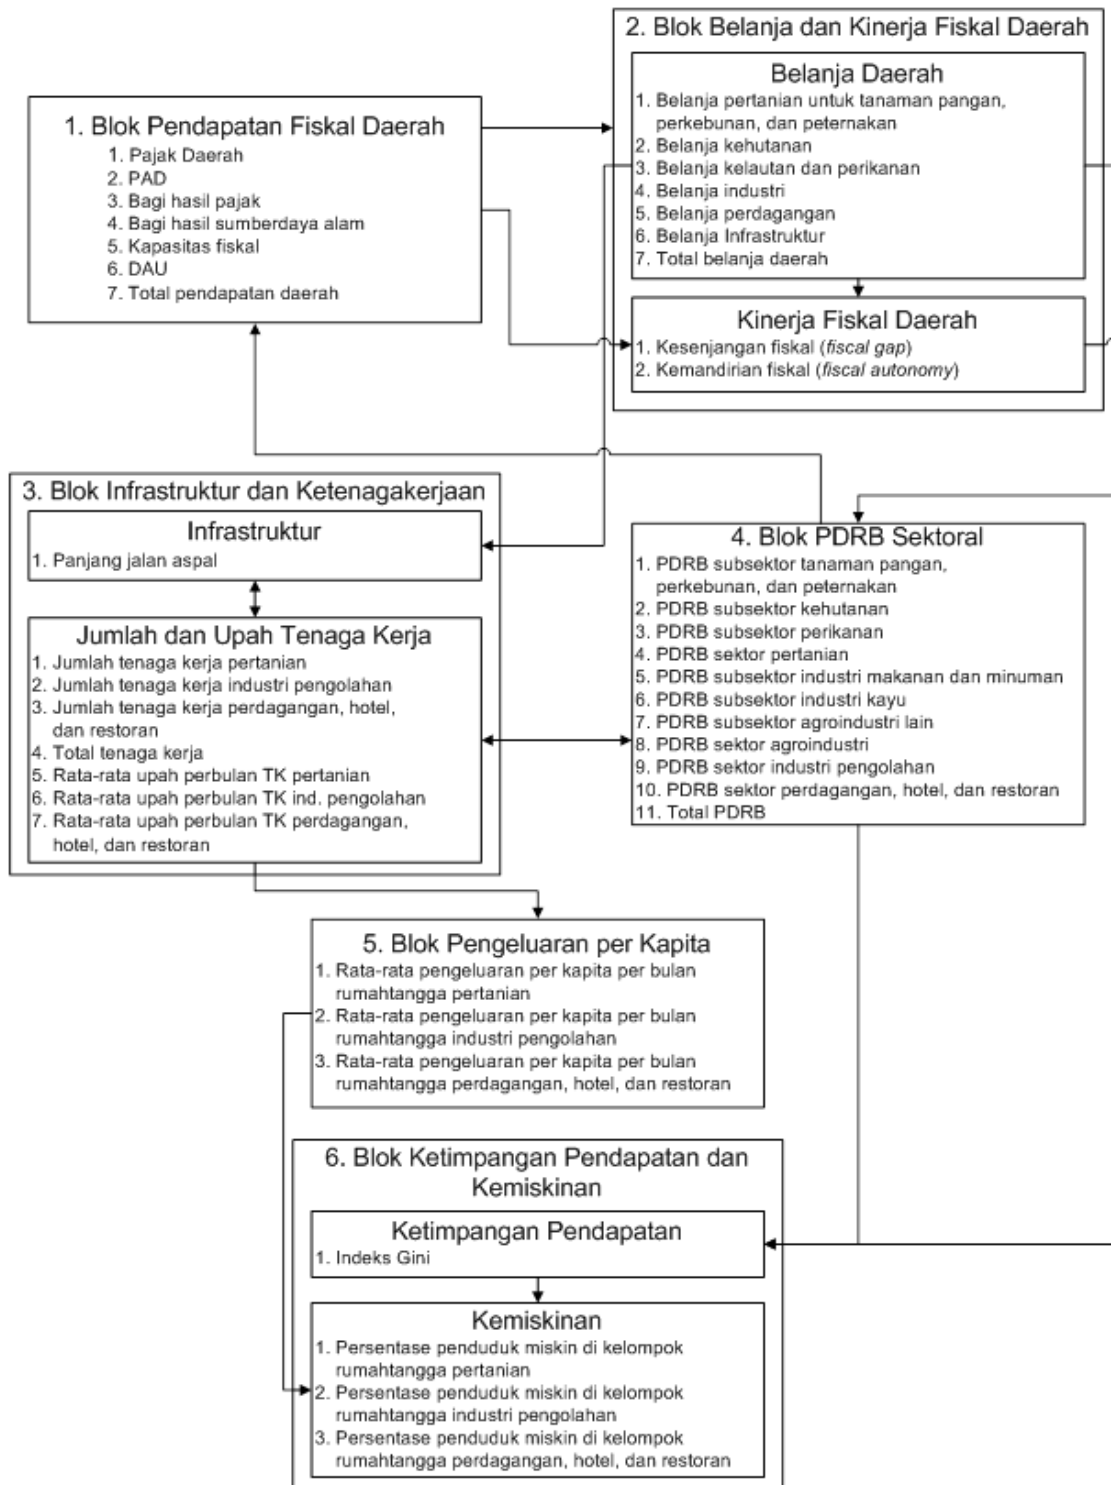 1. Blok Pendapatan Fiskal Daerah
1. Pajak Daerah
2. PAD
3. Bagi hasil pajak
4. Bagi hasil sumberdaya alam
5. Kapasitas fiskal
6. DAU
7. Total pendapatan daerah
2. Blok Belanja dan Kinerja Fiskal Daerah
Belanja Daerah
1. Belanja pertanian untuk tanaman pangan,
perkebunan, dan peternakan
2. Belanja kehutanan
3. Belanja kelautan dan perikanan
4. Belanja industri
5. Belanja perdagangan
6. Belanja Infrastruktur
7. Total belanja daerah
Kinerja Fiskal Daerah
1. Kesenjangan fiskal (fiscal gap)
2. Kemandirian fiskal (fiscal autonomy)
3. Blok Infrastruktur dan Ketenagakerjaan
Infrastruktur
1. Panjang jalan aspal
Jumlah dan Upah Tenaga Kerja
1. Jumlah tenaga kerja pertanian
2. Jumlah tenaga kerja industri pengolahan
3. Jumlah tenaga kerja perdagangan, hotel,
dan restoran
4. Total tenaga kerja
5. Rata-rata upah perbulan TK pertanian
6. Rata-rata upah perbulan TK ind. pengolahan
7. Rata-rata upah perbulan TK perdagangan,
hotel, dan restoran
4. Blok PDRB Sektoral
1. PDRB subsektor tanaman pangan,
perkebunan, dan peternakan
2. PDRB subsektor kehutanan
3. PDRB subsektor perikanan
4. PDRB sektor pertanian
5. PDRB subsektor industri makanan dan minuman
6. PDRB subsektor industri kayu
7. PDRB subsektor agroindustri lain
8. PDRB sektor agroindustri
9. PDRB sektor industri pengolahan
10. PDRB sektor perdagangan, hotel, dan restoran
11. Total PDRB
5. Blok Pengeluaran per Kapita
1. Rata-rata pengeluaran per kapita per bulan
rumahtangga pertanian
2. Rata-rata pengeluaran per kapita per bulan
rumahtangga industri pengolahan
3. Rata-rata pengeluaran per kapita per bulan
rumahtangga perdagangan, hotel, dan restoran
6. Blok Ketimpangan Pendapatan dan
Kemiskinan
Ketimpangan Pendapatan
1. Indeks Gini
Kemiskinan
1. Persentase penduduk miskin di kelompok
rumahtangga pertanian
2. Persentase penduduk miskin di kelompok
rumahtangga industri pengolahan
3. Persentase penduduk miskin di kelompok
rumahtangga perdagangan, hotel, dan restoran